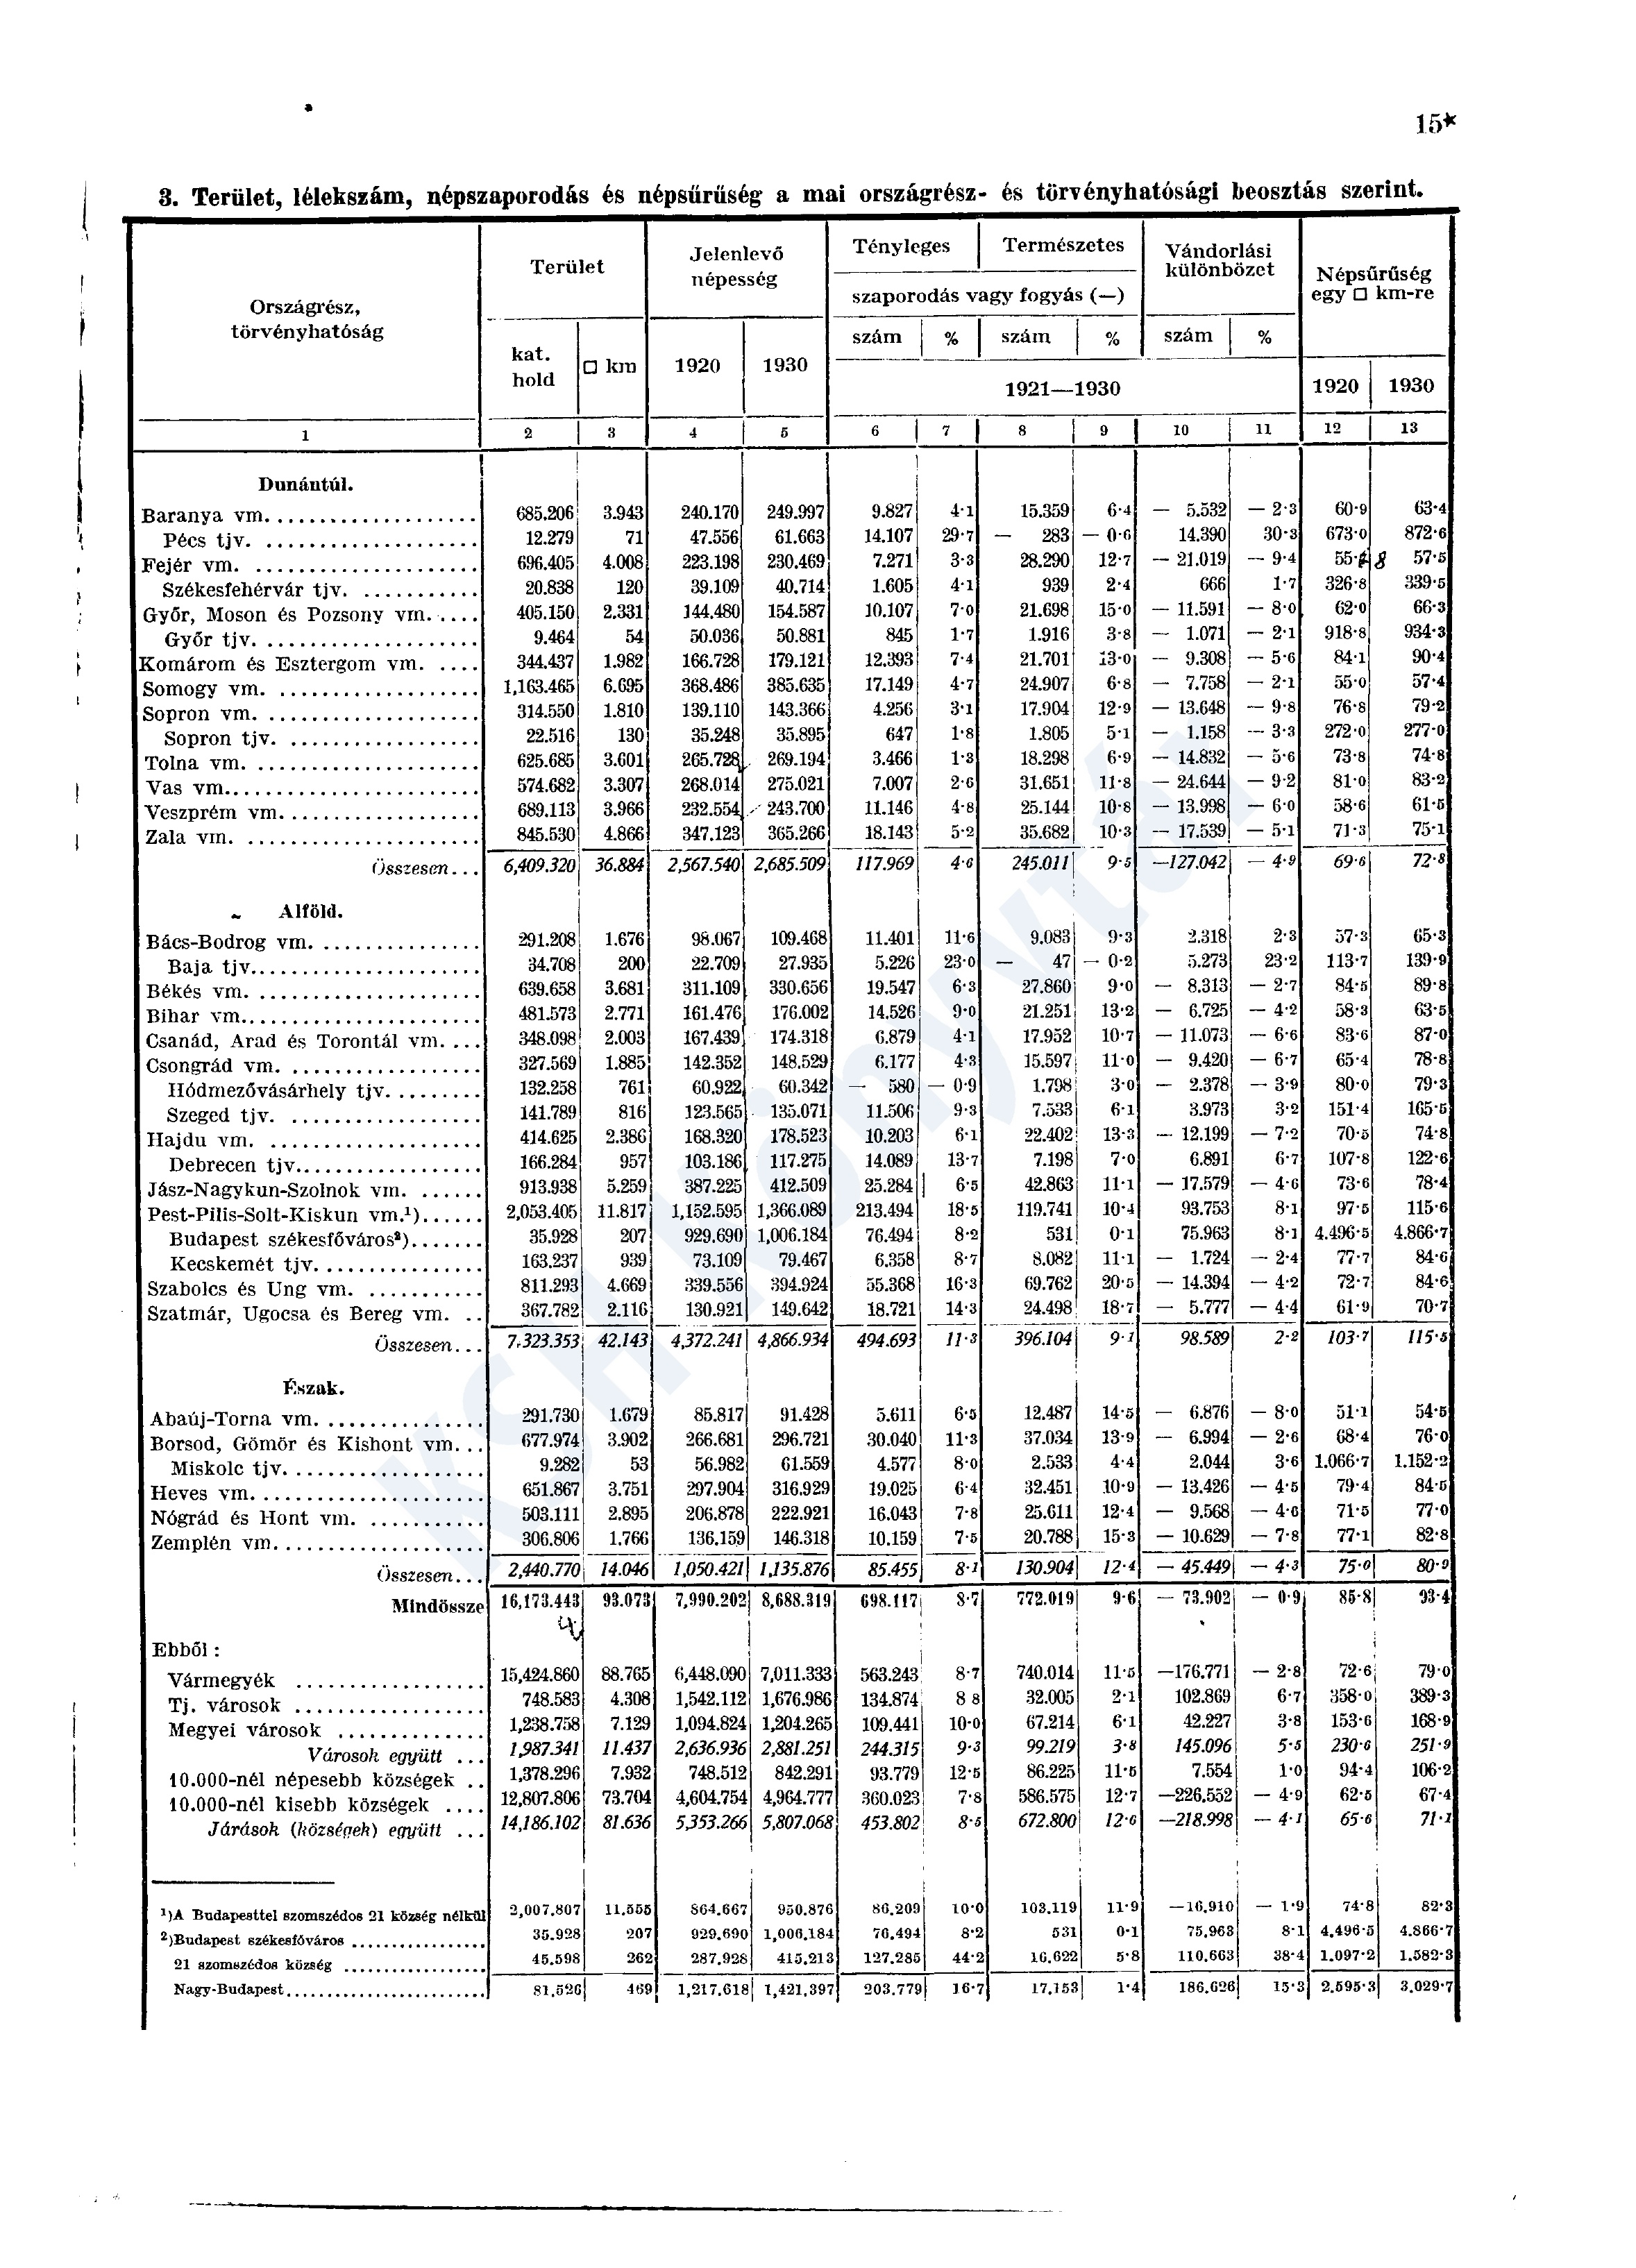 15*
3. Terület, lélekszám, népszaporodás és népsűrűség a mai országrész- és törvényhatósági beosztás szerint.
Országrész, törvényhatóság | Terület | Jelenlevő népesség | Tényleges | Természetes | Vándorlási különbözet | Népsűrűség egy □ km-re
szaporodás vagy fogyás (—)
kat. hold | □ km | 1920 | 1930 | szám | % | szám | % | szám | % | 1920 | 1930
1921—1930
1 | 2 | 3 | 4 | 5 | 6 | 7 | 8 | 9 | 10 | 11 | 12 | 13
Dunántúl.
Baranya vm. 685.206 3.943 240.170 249.997 9.827 4·1 15.359 6·4 — 5.532 — 2·3 60·9 63·4
Pécs tjv. 12.279 71 47.556 61.663 14.107 29·7 — 283 — 0·6 14.390 30·3 673·0 872·6
Fejér vm. 696.405 4.008 223.198 230.469 7.271 3·3 28.290 12·7 — 21.019 — 9·4 55· 8 57·5
Székesfehérvár tjv. 20.838 120 39.109 40.714 1.605 4·1 939 2·4 666 1·7 326·8 339·5
Győr, Moson és Pozsony vm. 405.150 2.331 144.480 154.587 10.107 7·0 21.698 15·0 — 11.591 — 8·0 62·0 66·3
Győr tjv. 9.464 54 50.036 50.881 845 1·7 1.916 3·8 — 1.071 — 2·1 918·8 934·3
Komárom és Esztergom vm. 344.437 1.982 166.728 179.121 12.393 7·4 21.701 13·0 — 9.308 — 5·6 84·1 90·4
Somogy vm. 1,163.465 6.695 368.486 385.635 17.149 4·7 24.907 6·8 — 7.758 — 2·1 55·0 57·4
Sopron vm. 314.550 1.810 139.110 143.366 4.256 3·1 17.904 12·9 — 13.648 — 9·8 76·8 79·2
Sopron tjv. 22.516 130 35.248 35.895 647 1·8 1.805 5·1 — 1.158 — 3·3 272·0 277·0
Tolna vm. 625.685 3.601 265.728 269.194 3.466 1·3 18.298 6·9 — 14.832 — 5·6 73·8 74·8
Vas vm. 574.682 3.307 268.014 275.021 7.007 2·6 31.651 11·8 — 24.644 — 9·2 81·0 83·2
Veszprém vm. 689.113 3.966 232.554 243.700 11.146 4·8 25.144 10·8 — 13.998 — 6·0 58·6 61·5
Zala vm. 845.530 4.866 347.123 365.266 18.143 5·2 35.682 10·3 — 17.539 — 5·1 71·3 75·1
Összesen... 6,409.320 36.884 2,567.540 2,685.509 117.969 4·6 245.011 9·5 —127.042 — 4·9 69·6 72·8
Alföld.
Bács-Bodrog vm. 291.208 1.676 98.067 109.468 11.401 11·6 9.083 9·3 2.318 2·3 57·3 65·3
Baja tjv. 34.708 200 22.709 27.935 5.226 23·0 — 47 — 0·2 5.273 23·2 113·7 139·9
Békés vm. 639.658 3.681 311.109 330.656 19.547 6·3 27.860 9·0 — 8.313 — 2·7 84·5 89·8
Bihar vm. 481.573 2.771 161.476 176.002 14.526 9·0 21.251 13·2 — 6.725 — 4·2 58·3 63·5
Csanád, Arad és Torontál vm. 348.098 2.003 167.439 174.318 6.879 4·1 17.952 10·7 — 11.073 — 6·6 83·6 87·0
Csongrád vm. 327.569 1.885 142.352 148.529 6.177 4·3 15.597 11·0 — 9.420 — 6·7 65·4 78·8
Hódmezővásárhely tjv. 132.258 761 60.922 60.342 — 580 — 0·9 1.798 3·0 — 2.378 — 3·9 80·0 79·3
Szeged tjv. 141.789 816 123.565 135.071 11.506 9·3 7.533 6·1 3.973 3·2 151·4 165·5
Hajdu vm. 414.625 2.386 168.320 178.523 10.203 6·1 22.402 13·3 — 12.199 — 7·2 70·5 74·8
Debrecen tjv. 166.284 957 103.186 117.275 14.089 13·7 7.198 7·0 6.891 6·7 107·8 122·6
Jász-Nagykun-Szolnok vm. 913.938 5.259 387.225 412.509 25.284 6·5 42.863 11·1 — 17.579 — 4·6 73·6 78·4
Pest-Pilis-Solt-Kiskun vm.¹) 2,053.405 11.817 1,152.595 1,366.089 213.494 18·5 119.741 10·4 93.753 8·1 97·5 115·6
Budapest székesfőváros²) 35.928 207 929.690 1,006.184 76.494 8·2 531 0·1 75.963 8·1 4.496·5 4.866·7
Kecskemét tjv. 163.237 939 73.109 79.467 6.358 8·7 8.082 11·1 — 1.724 — 2·4 77·7 84·6
Szabolcs és Ung vm. 811.293 4.669 339.556 394.924 55.368 16·3 69.762 20·5 — 14.394 — 4·2 72·7 84·6
Szatmár, Ugocsa és Bereg vm. 367.782 2.116 130.921 149.642 18.721 14·3 24.498 18·7 — 5.777 — 4·4 61·9 70·7
Összesen... 7,323.353 42.143 4,372.241 4,866.934 494.693 11·3 396.104 9·1 98.589 2·2 103·7 115·5
Észak.
Abaúj-Torna vm. 291.730 1.679 85.817 91.428 5.611 6·5 12.487 14·5 — 6.876 — 8·0 51·1 54·5
Borsod, Gömör és Kishont vm. 677.974 3.902 266.681 296.721 30.040 11·3 37.034 13·9 — 6.994 — 2·6 68·4 76·0
Miskolc tjv. 9.282 53 56.982 61.559 4.577 8·0 2.533 4·4 2.044 3·6 1.066·7 1.152·2
Heves vm. 651.867 3.751 297.904 316.929 19.025 6·4 32.451 10·9 — 13.426 — 4·5 79·4 84·5
Nógrád és Hont vm. 503.111 2.895 206.878 222.921 16.043 7·8 25.611 12·4 — 9.568 — 4·6 71·5 77·0
Zemplén vm. 306.806 1.766 136.159 146.318 10.159 7·5 20.788 15·3 — 10.629 — 7·8 77·1 82·8
Összesen... 2,440.770 14.046 1,050.421 1,135.876 85.455 8·1 130.904 12·4 — 45.449 — 4·3 75·0 80·9
Mindössze 16,173.443 93.073 7,990.202 8,688.319 698.117 8·7 772.019 9·6 — 73.902 — 0·9 85·8 93·4
Ebből :
Vármegyék 15,424.860 88.765 6,448.090 7,011.333 563.243 8·7 740.014 11·5 —176.771 — 2·8 72·6 79·0
Tj. városok 748.583 4.308 1,542.112 1,676.986 134.874 8 8 32.005 2·1 102.869 6·7 358·0 389·3
Megyei városok 1,238.758 7.129 1,094.824 1,204.265 109.441 10·0 67.214 6·1 42.227 3·8 153·6 168·9
Városok együtt ... 1,987.341 11.437 2,636.936 2,881.251 244.315 9·3 99.219 3·8 145.096 5·5 230·6 251·9
10.000-nél népesebb községek .. 1,378.296 7.932 748.512 842.291 93.779 12·5 86.225 11·5 7.554 1·0 94·4 106·2
10.000-nél kisebb községek .... 12,807.806 73.704 4,604.754 4,964.777 360.023 7·8 586.575 12·7 —226.552 — 4·9 62·5 67·4
Járások (községek) együtt ... 14,186.102 81.636 5,353.266 5,807.068 453.802 8·5 672.800 12·6 —218.998 — 4·1 65·6 71·1
¹)A Budapesttel szomszédos 21 község nélkül 2,007.807 11.555 864.667 950.876 86.209 10·0 103.119 11·9 —16.910 — 1·9 74·8 82·3
²)Budapest székesfőváros 35.928 207 929.690 1,006.184 76.494 8·2 531 0·1 75.963 8·1 4.496·5 4.866·7
21 szomszédos község 45.598 262 287.928 415.213 127.285 44·2 16.622 5·8 110.663 38·4 1.097·2 1.582·3
Nagy-Budapest 81.526 469 1,217.618 1,421.397 203.779 16·7 17.153 1·4 186.626 15·3 2.595·3 3.029·7
KSH Könyvtár